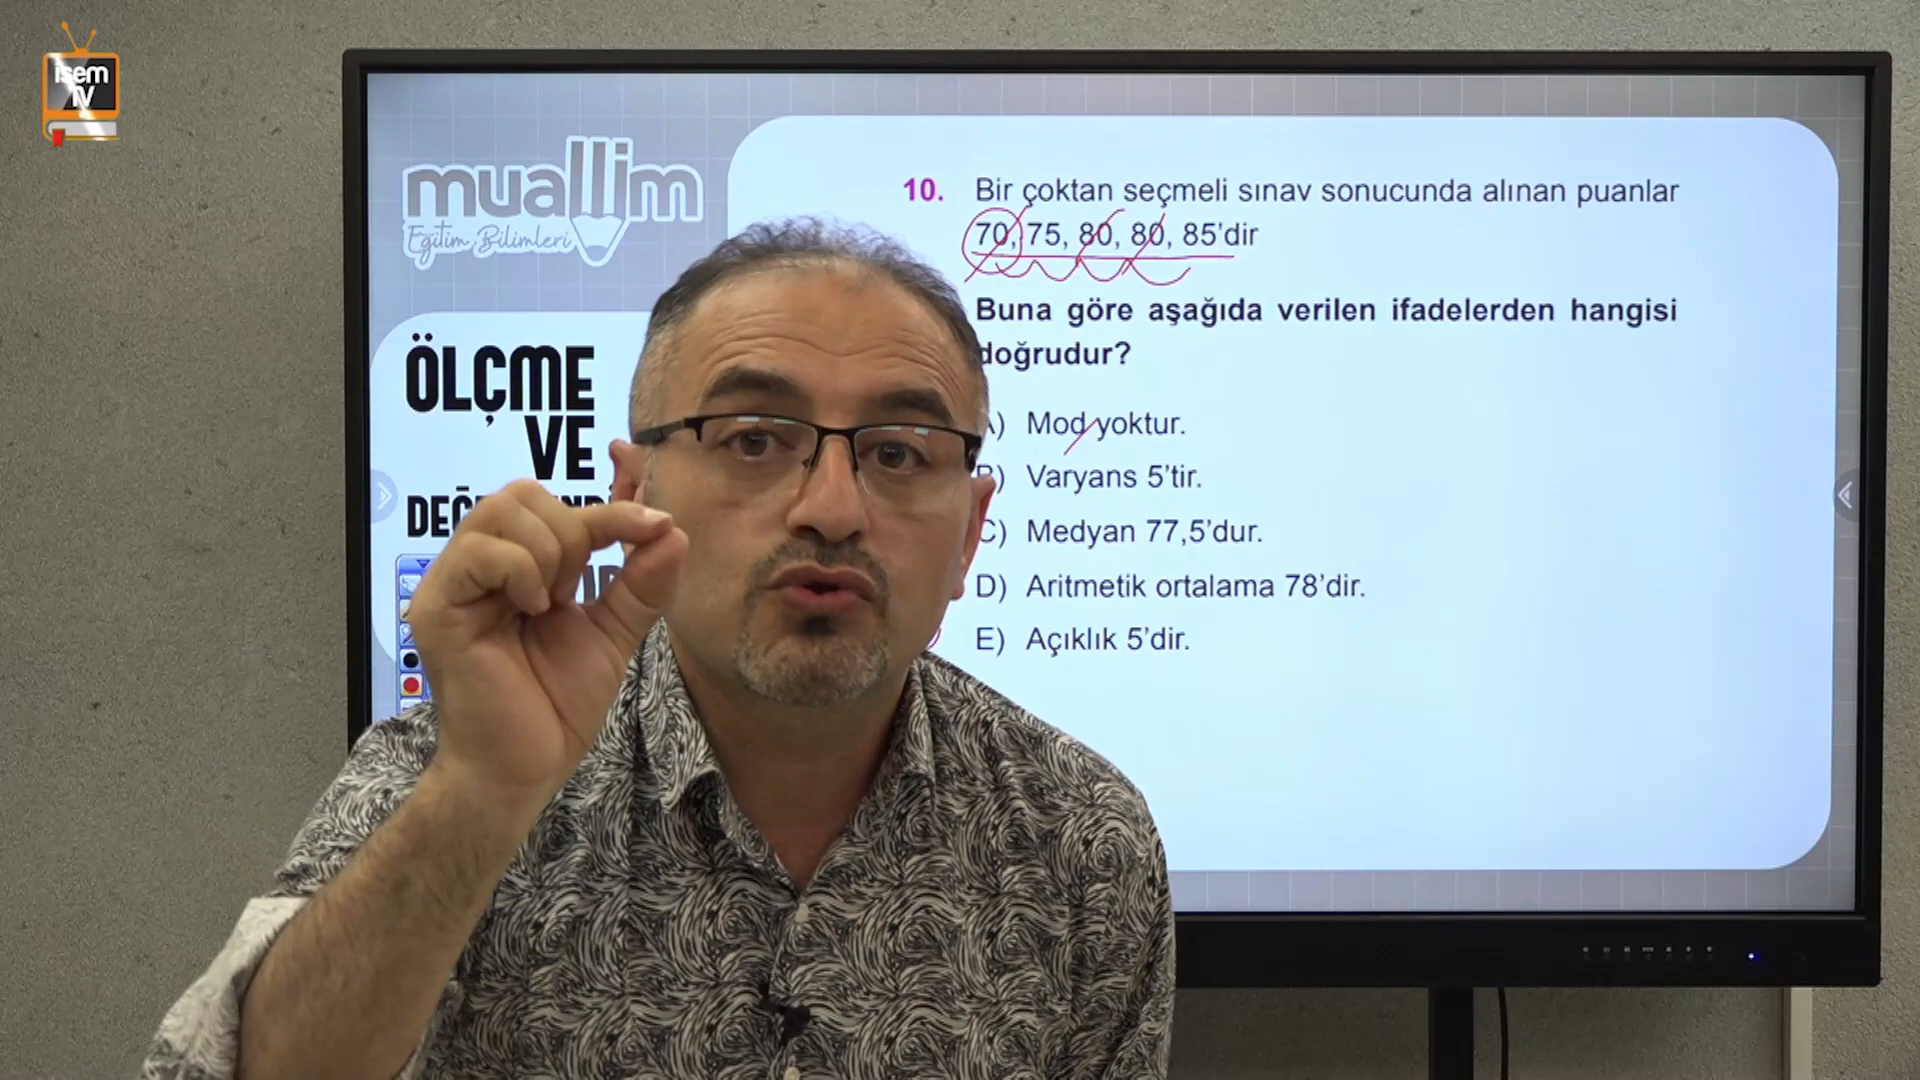 isem
TV
muallim
Eğitim Bilimleri
ÖLÇME
VE
10. Bir çoktan seçmeli sınav sonucunda alınan puanlar
70, 75, 80, 80, 85'dir
Buna göre aşağıda verilen ifadelerden hangisi
doğrudur?
A) Mod yoktur.
B) Varyans 5'tir.
C) Medyan 77,5'dur.
D) Aritmetik ortalama 78'dir.
E) Açıklık 5'dir.